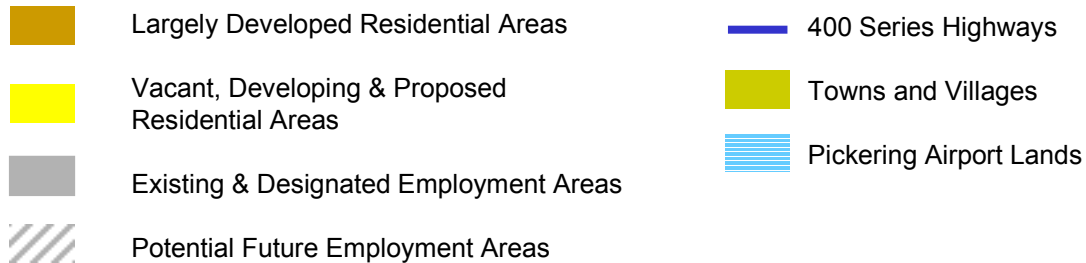 Largely Developed Residential Areas
Vacant, Developing & Proposed
Residential Areas
Existing & Designated Employment Areas
Potential Future Employment Areas
400 Series Highways
Towns and Villages
Pickering Airport Lands